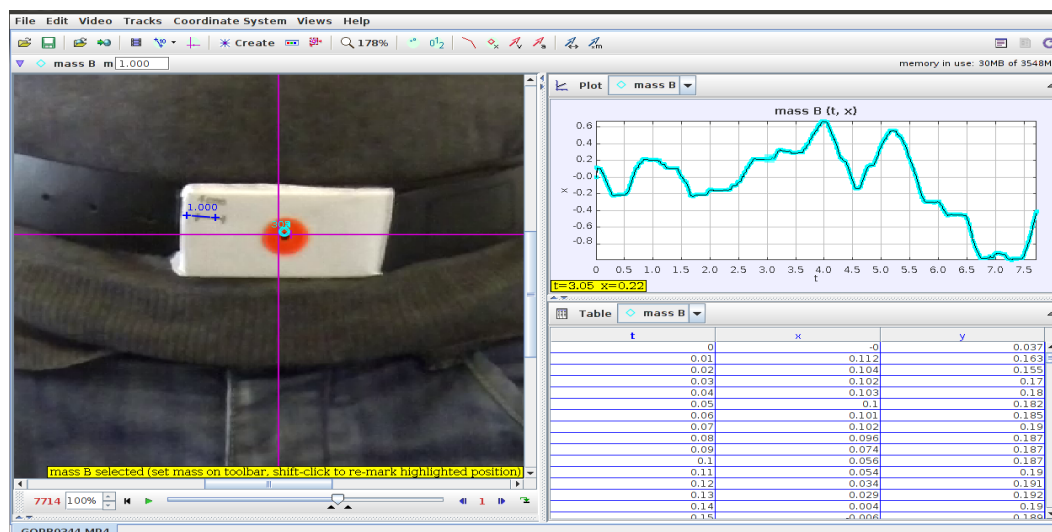 File Edit Video Tracks Coordinate System Views Help
Create 178%
mass B m 1.000 memory in use: 30MB of 3548M
Plot mass B
mass B (t, x)
0.6
0.4
0.2
-0.0
x
-0.2
-0.4
-0.6
-0.8
0 0.5 1.0 1.5 2.0 2.5 3.0 3.5 4.0 4.5 5.0 5.5 6.0 6.5 7.0 7.5
t
t=3.05 x=0.22
1.000
Table mass B
t x y
0 -0 0.037
0.01 0.112 0.163
0.02 0.104 0.155
0.03 0.102 0.17
0.04 0.103 0.18
0.05 0.1 0.182
0.06 0.101 0.185
0.07 0.102 0.19
0.08 0.096 0.187
0.09 0.074 0.187
0.1 0.056 0.187
0.11 0.054 0.19
0.12 0.034 0.191
0.13 0.029 0.192
0.14 0.004 0.19
0.15 -0.006 0.189
mass B selected (set mass on toolbar, shift-click to re-mark highlighted position)
7714 100% 1
GOPR0344.MP4